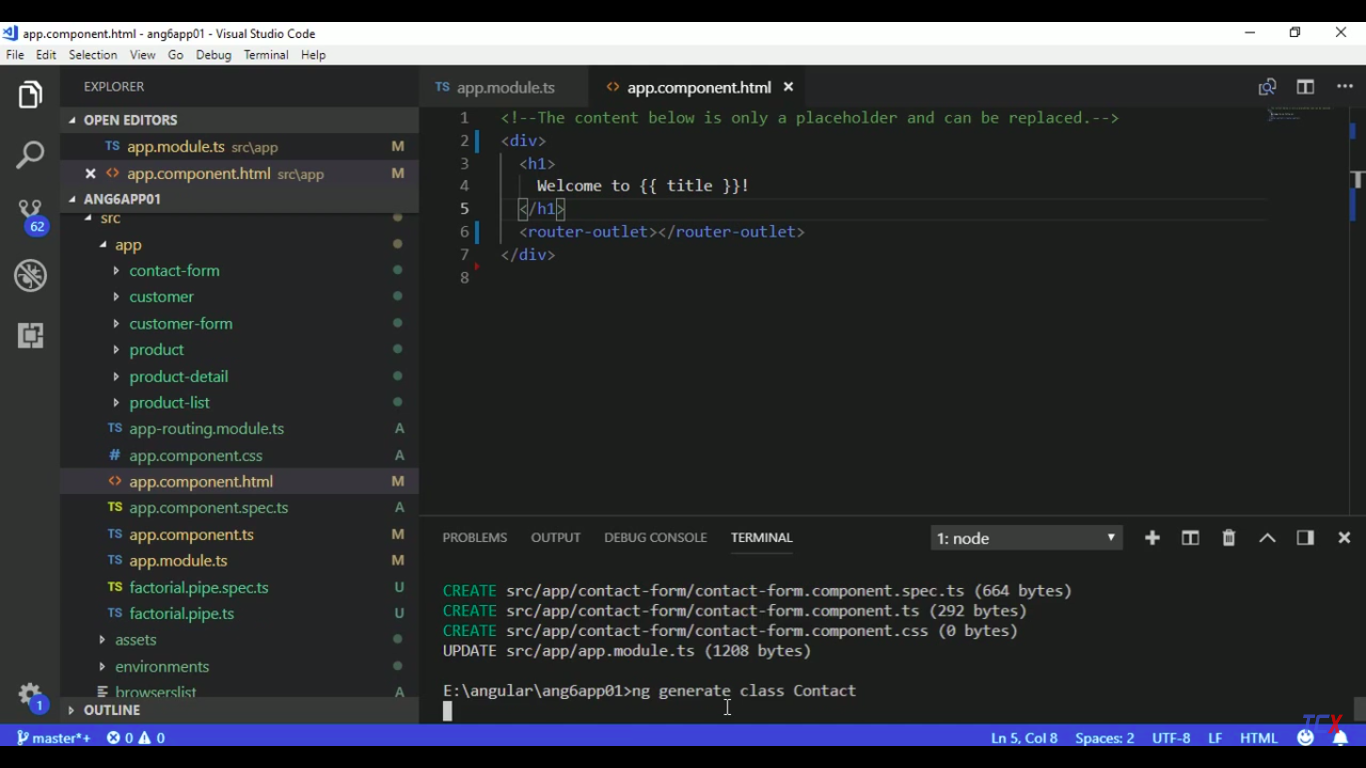 app.component.html - ang6app01 - Visual Studio Code
File Edit Selection View Go Debug Terminal Help
EXPLORER
OPEN EDITORS
TS app.module.ts src\app M
<> app.component.html src\app M
ANG6APP01
src
app
contact-form
customer
customer-form
product
product-detail
product-list
TS app-routing.module.ts A
# app.component.css A
<> app.component.html M
TS app.component.spec.ts A
TS app.component.ts M
TS app.module.ts M
TS factorial.pipe.spec.ts U
TS factorial.pipe.ts U
assets
environments
browserslist
OUTLINE
62
1
TS app.module.ts <> app.component.html
1 <!--The content below is only a placeholder and can be replaced.-->
2 <div>
3 <h1>
4 Welcome to {{ title }}!
5 </h1>
6 <router-outlet></router-outlet>
7 </div>
8
PROBLEMS OUTPUT DEBUG CONSOLE TERMINAL 1: node
CREATE src/app/contact-form/contact-form.component.spec.ts (664 bytes)
CREATE src/app/contact-form/contact-form.component.ts (292 bytes)
CREATE src/app/contact-form/contact-form.component.css (0 bytes)
UPDATE src/app/app.module.ts (1208 bytes)
E:\angular\ang6app01>ng generate class Contact
master*+ 0 0 Ln 5, Col 8 Spaces: 2 UTF-8 LF HTML
TCX